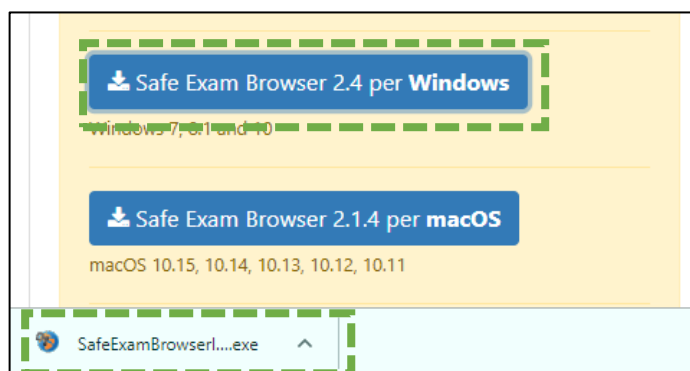 Safe Exam Browser 2.4 per Windows
Windows 7, 8.1 and 10
Safe Exam Browser 2.1.4 per macOS
macOS 10.15, 10.14, 10.13, 10.12, 10.11
SafeExamBrowserI....exe